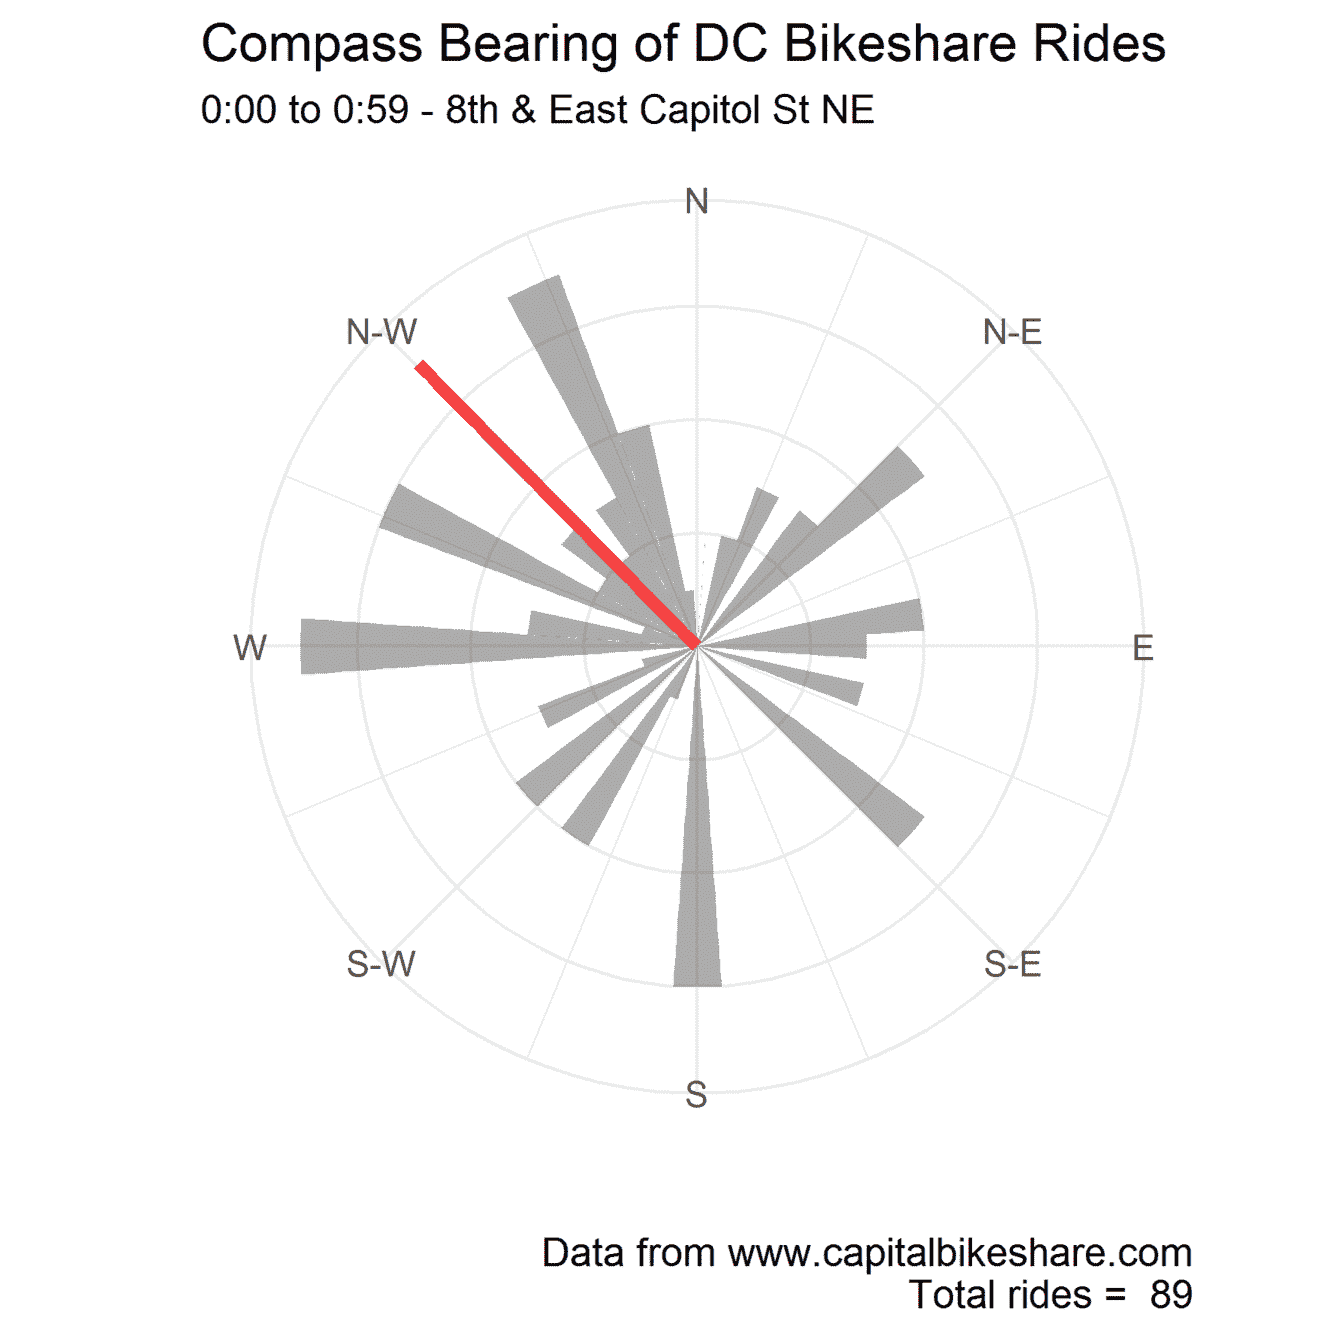 Compass Bearing of DC Bikeshare Rides
0:00 to 0:59 - 8th & East Capitol St NE
N
N-W
N-E
W
E
S-W
S-E
S
Data from www.capitalbikeshare.com
Total rides =  89